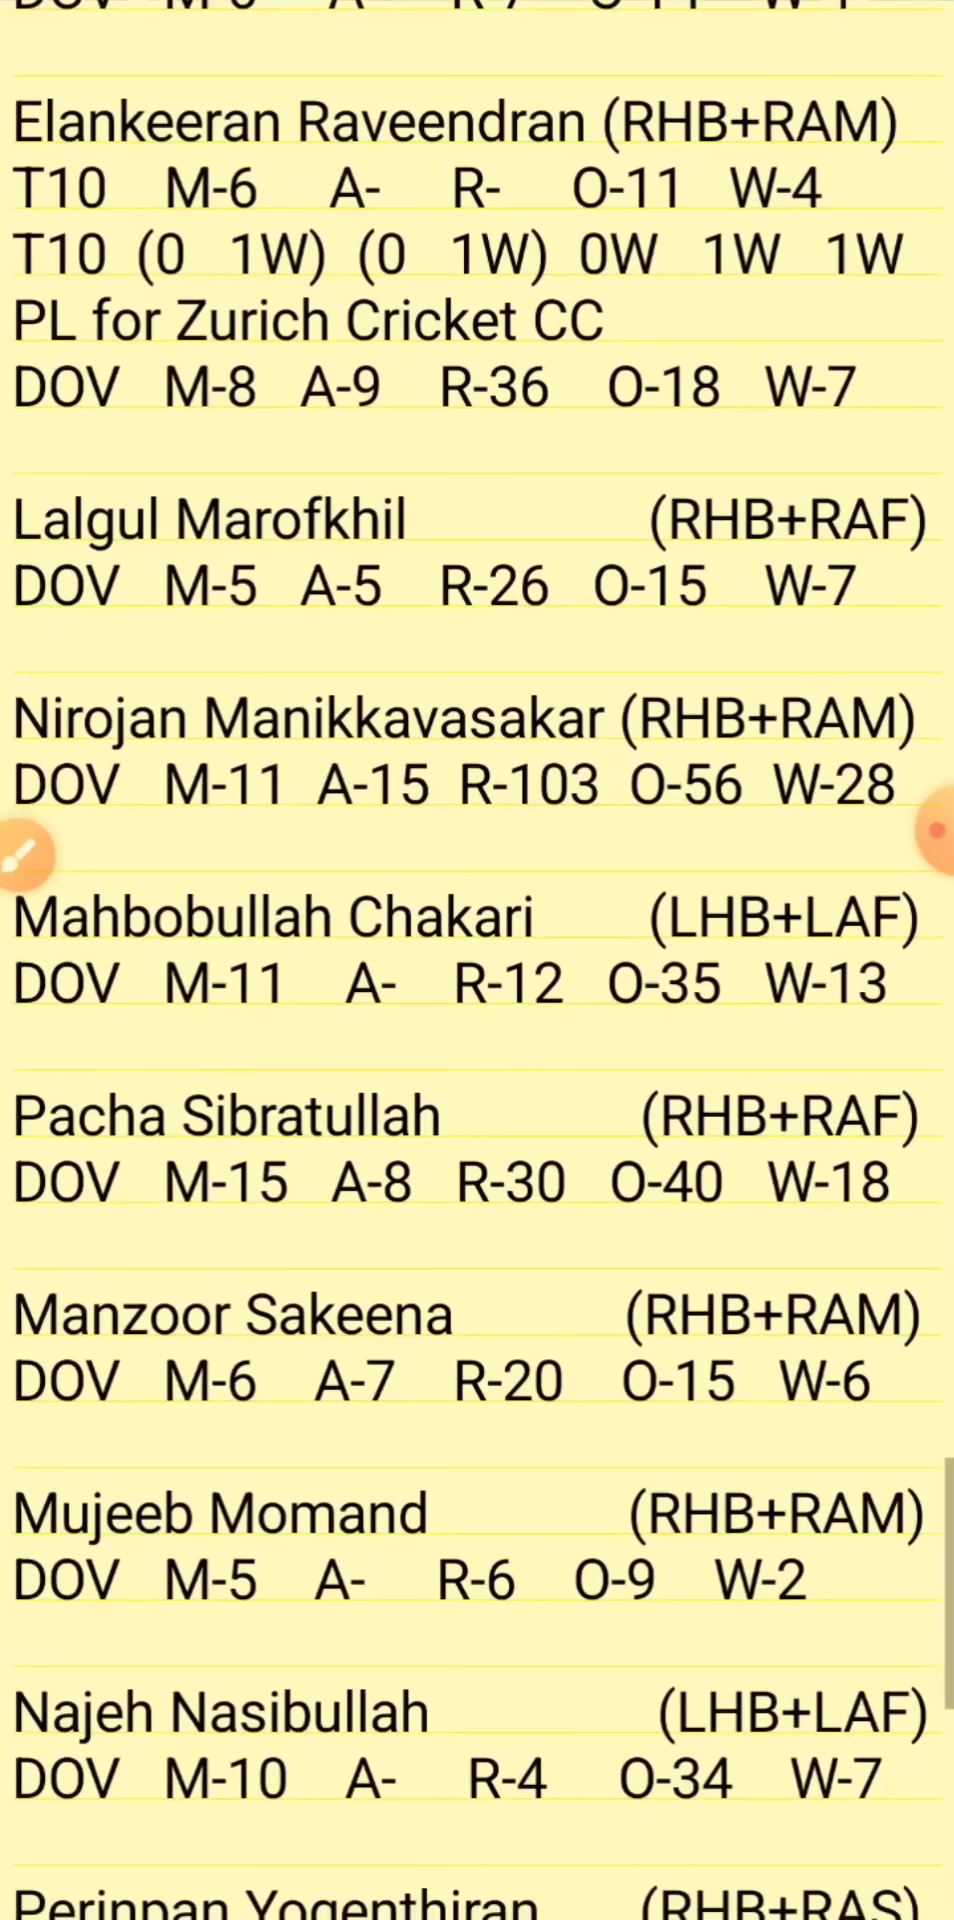 Elankeeran Raveendran (RHB+RAM)
T10 M-6 A- R- O-11 W-4
T10 (0 1W) (0 1W) 0W 1W 1W
PL for Zurich Cricket CC
DOV M-8 A-9 R-36 O-18 W-7
Lalgul Marofkhil (RHB+RAF)
DOV M-5 A-5 R-26 O-15 W-7
Nirojan Manikkavasakar (RHB+RAM)
DOV M-11 A-15 R-103 O-56 W-28
Mahbobullah Chakari (LHB+LAF)
DOV M-11 A- R-12 O-35 W-13
Pacha Sibratullah (RHB+RAF)
DOV M-15 A-8 R-30 O-40 W-18
Manzoor Sakeena (RHB+RAM)
DOV M-6 A-7 R-20 O-15 W-6
Mujeeb Momand (RHB+RAM)
DOV M-5 A- R-6 O-9 W-2
Najeh Nasibullah (LHB+LAF)
DOV M-10 A- R-4 O-34 W-7
Perinpan Yogenthiran (RHB+RAS)